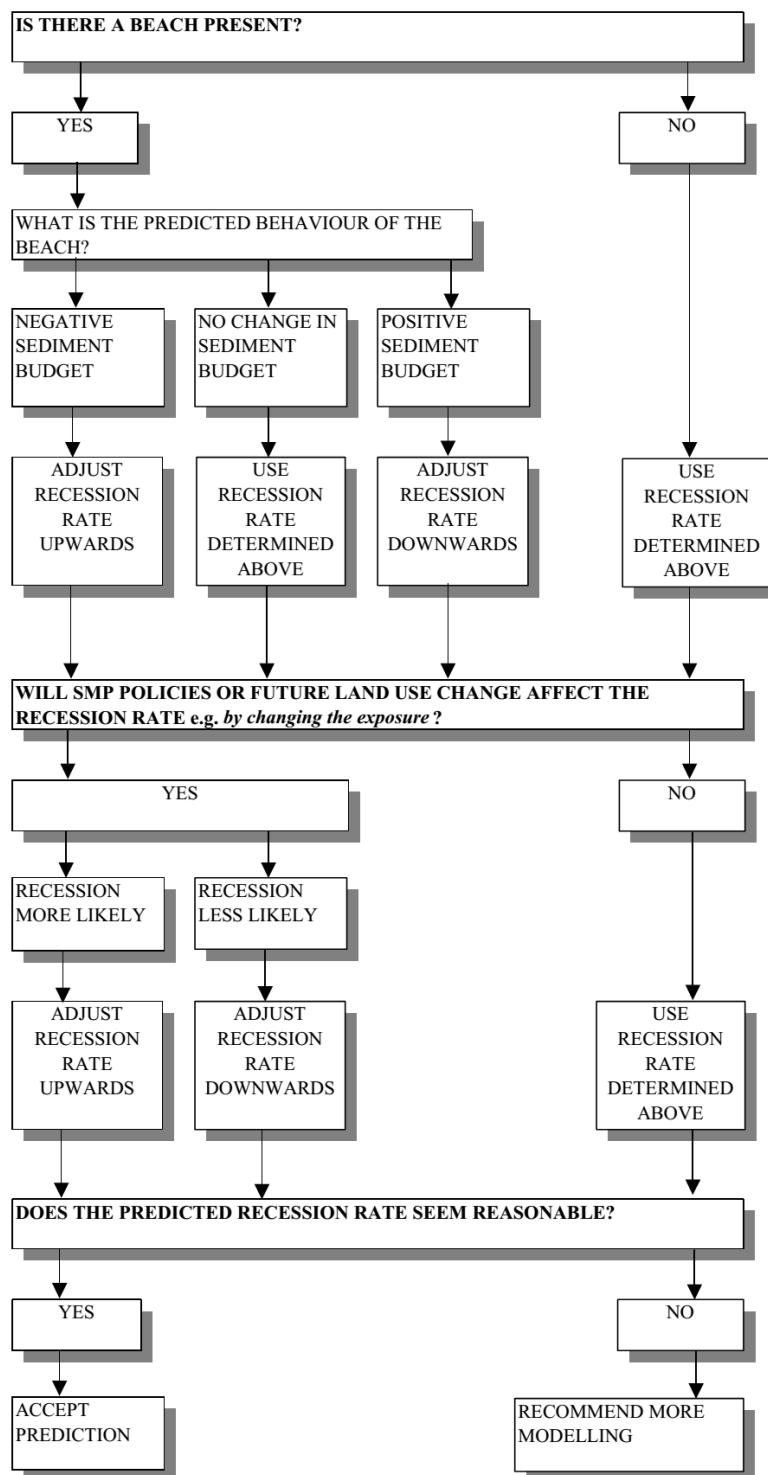 IS THERE A BEACH PRESENT?
YES
NO
WHAT IS THE PREDICTED BEHAVIOUR OF THE
BEACH?
NEGATIVE
SEDIMENT
BUDGET
NO CHANGE IN
SEDIMENT
BUDGET
POSITIVE
SEDIMENT
BUDGET
ADJUST
RECESSION
RATE
UPWARDS
USE
RECESSION
RATE
DETERMINED
ABOVE
ADJUST
RECESSION
RATE
DOWNWARDS
USE
RECESSION
RATE
DETERMINED
ABOVE
WILL SMP POLICIES OR FUTURE LAND USE CHANGE AFFECT THE
RECESSION RATE e.g. by changing the exposure ?
YES
NO
RECESSION
MORE LIKELY
RECESSION
LESS LIKELY
ADJUST
RECESSION
RATE
UPWARDS
ADJUST
RECESSION
RATE
DOWNWARDS
USE
RECESSION
RATE
DETERMINED
ABOVE
DOES THE PREDICTED RECESSION RATE SEEM REASONABLE?
YES
NO
ACCEPT
PREDICTION
RECOMMEND MORE
MODELLING